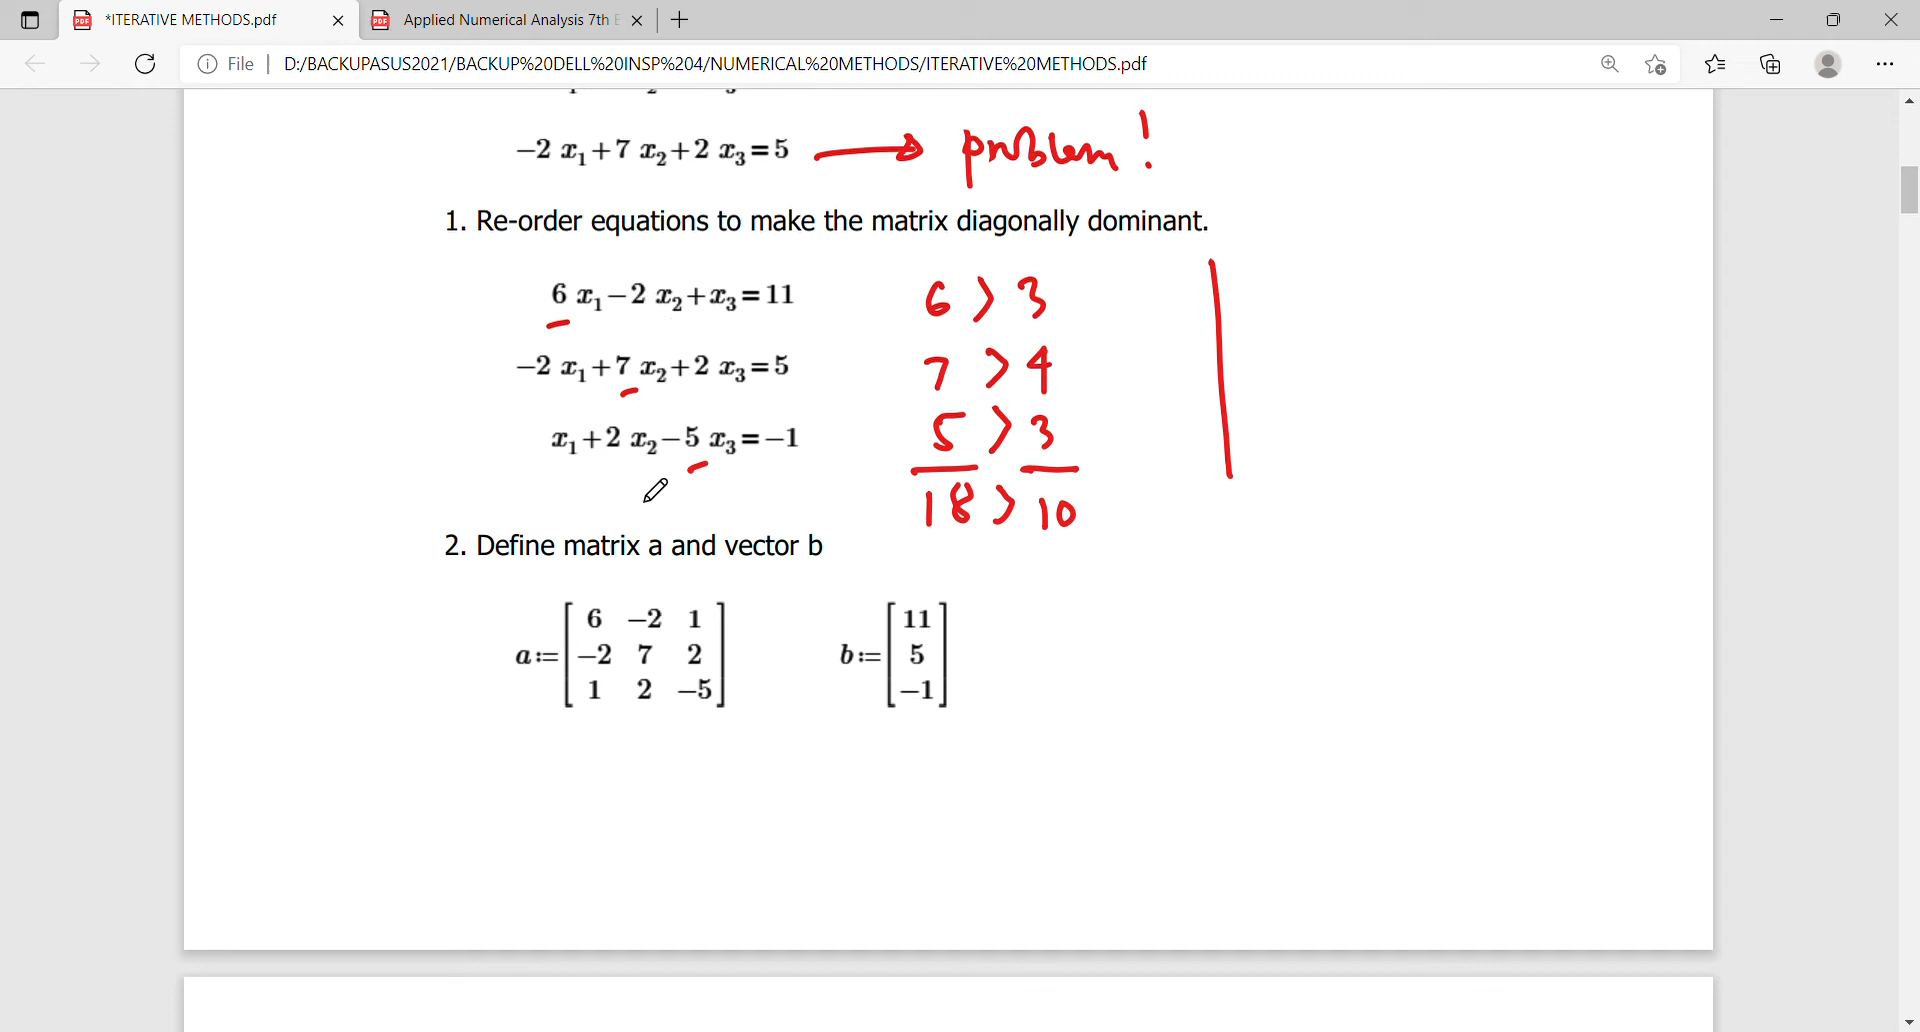 *ITERATIVE METHODS.pdf
Applied Numerical Analysis 7th E
File | D:/BACKUPASUS2021/BACKUP%20DELL%20INSP%204/NUMERICAL%20METHODS/ITERATIVE%20METHODS.pdf
−2 x₁+7 x₂+2 x₃=5 → problem!
1. Re-order equations to make the matrix diagonally dominant.
6 x₁−2 x₂+x₃=11 6 > 3
−2 x₁+7 x₂+2 x₃=5 7 > 4
x₁+2 x₂−5 x₃=−1 5 > 3
18 > 10
2. Define matrix a and vector b
6 −2 1 11
a:= −2 7 2 b:= 5
1 2 −5 −1